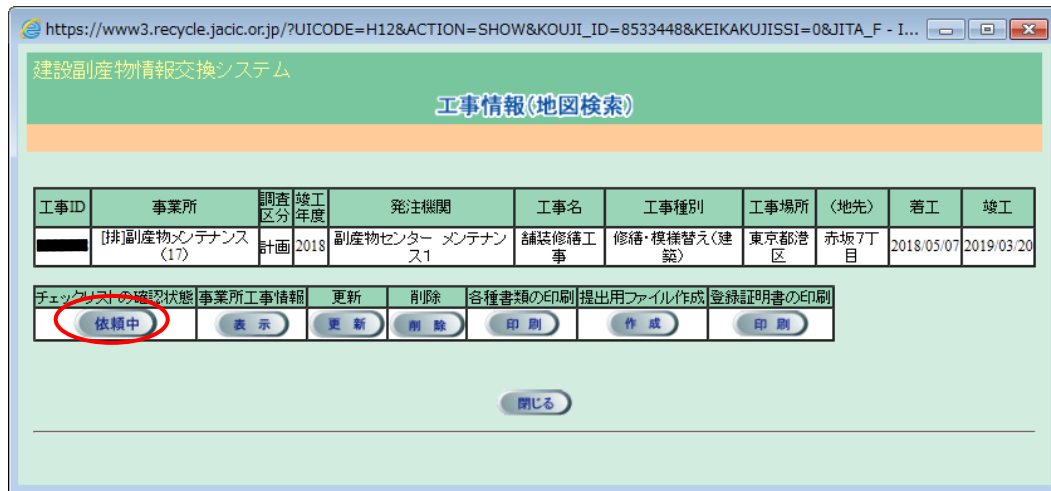 https://www3.recycle.jacic.or.jp/?UICODE=H12&ACTION=SHOW&KOUJI_ID=8533448&KEIKAKUJISSI=0&JITA_F - I...
建設副産物情報交換システム
工事情報(地図検索)
工事ID 事業所 調査区分 竣工年度 発注機関 工事名 工事種別 工事場所 (地先) 着工 竣工
[排]副産物メンテナンス(17) 計画 2018 副産物センター メンテナンス1 舗装修繕工事 修繕・模様替え(建築) 東京都港区 赤坂7丁目 2018/05/07 2019/03/20
チェックリストの確認状態 事業所工事情報 更新 削除 各種書類の印刷 提出用ファイル作成 登録証明書の印刷
依頼中 表示 更新 削除 印刷 作成 印刷
閉じる